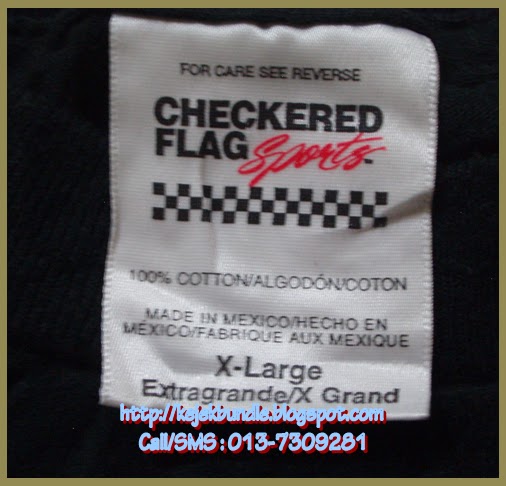 FOR CARE SEE REVERSE
CHECKERED
FLAG Sports™
100% COTTON/ALGODÓN/COTON
MADE IN MEXICO/HECHO EN
MÉXICO/FABRIQUE AUX MEXIQUE
X-Large
Extragrande/X Grand
http://kejekbundle.blogspot.com
Call/SMS : 013-7309281